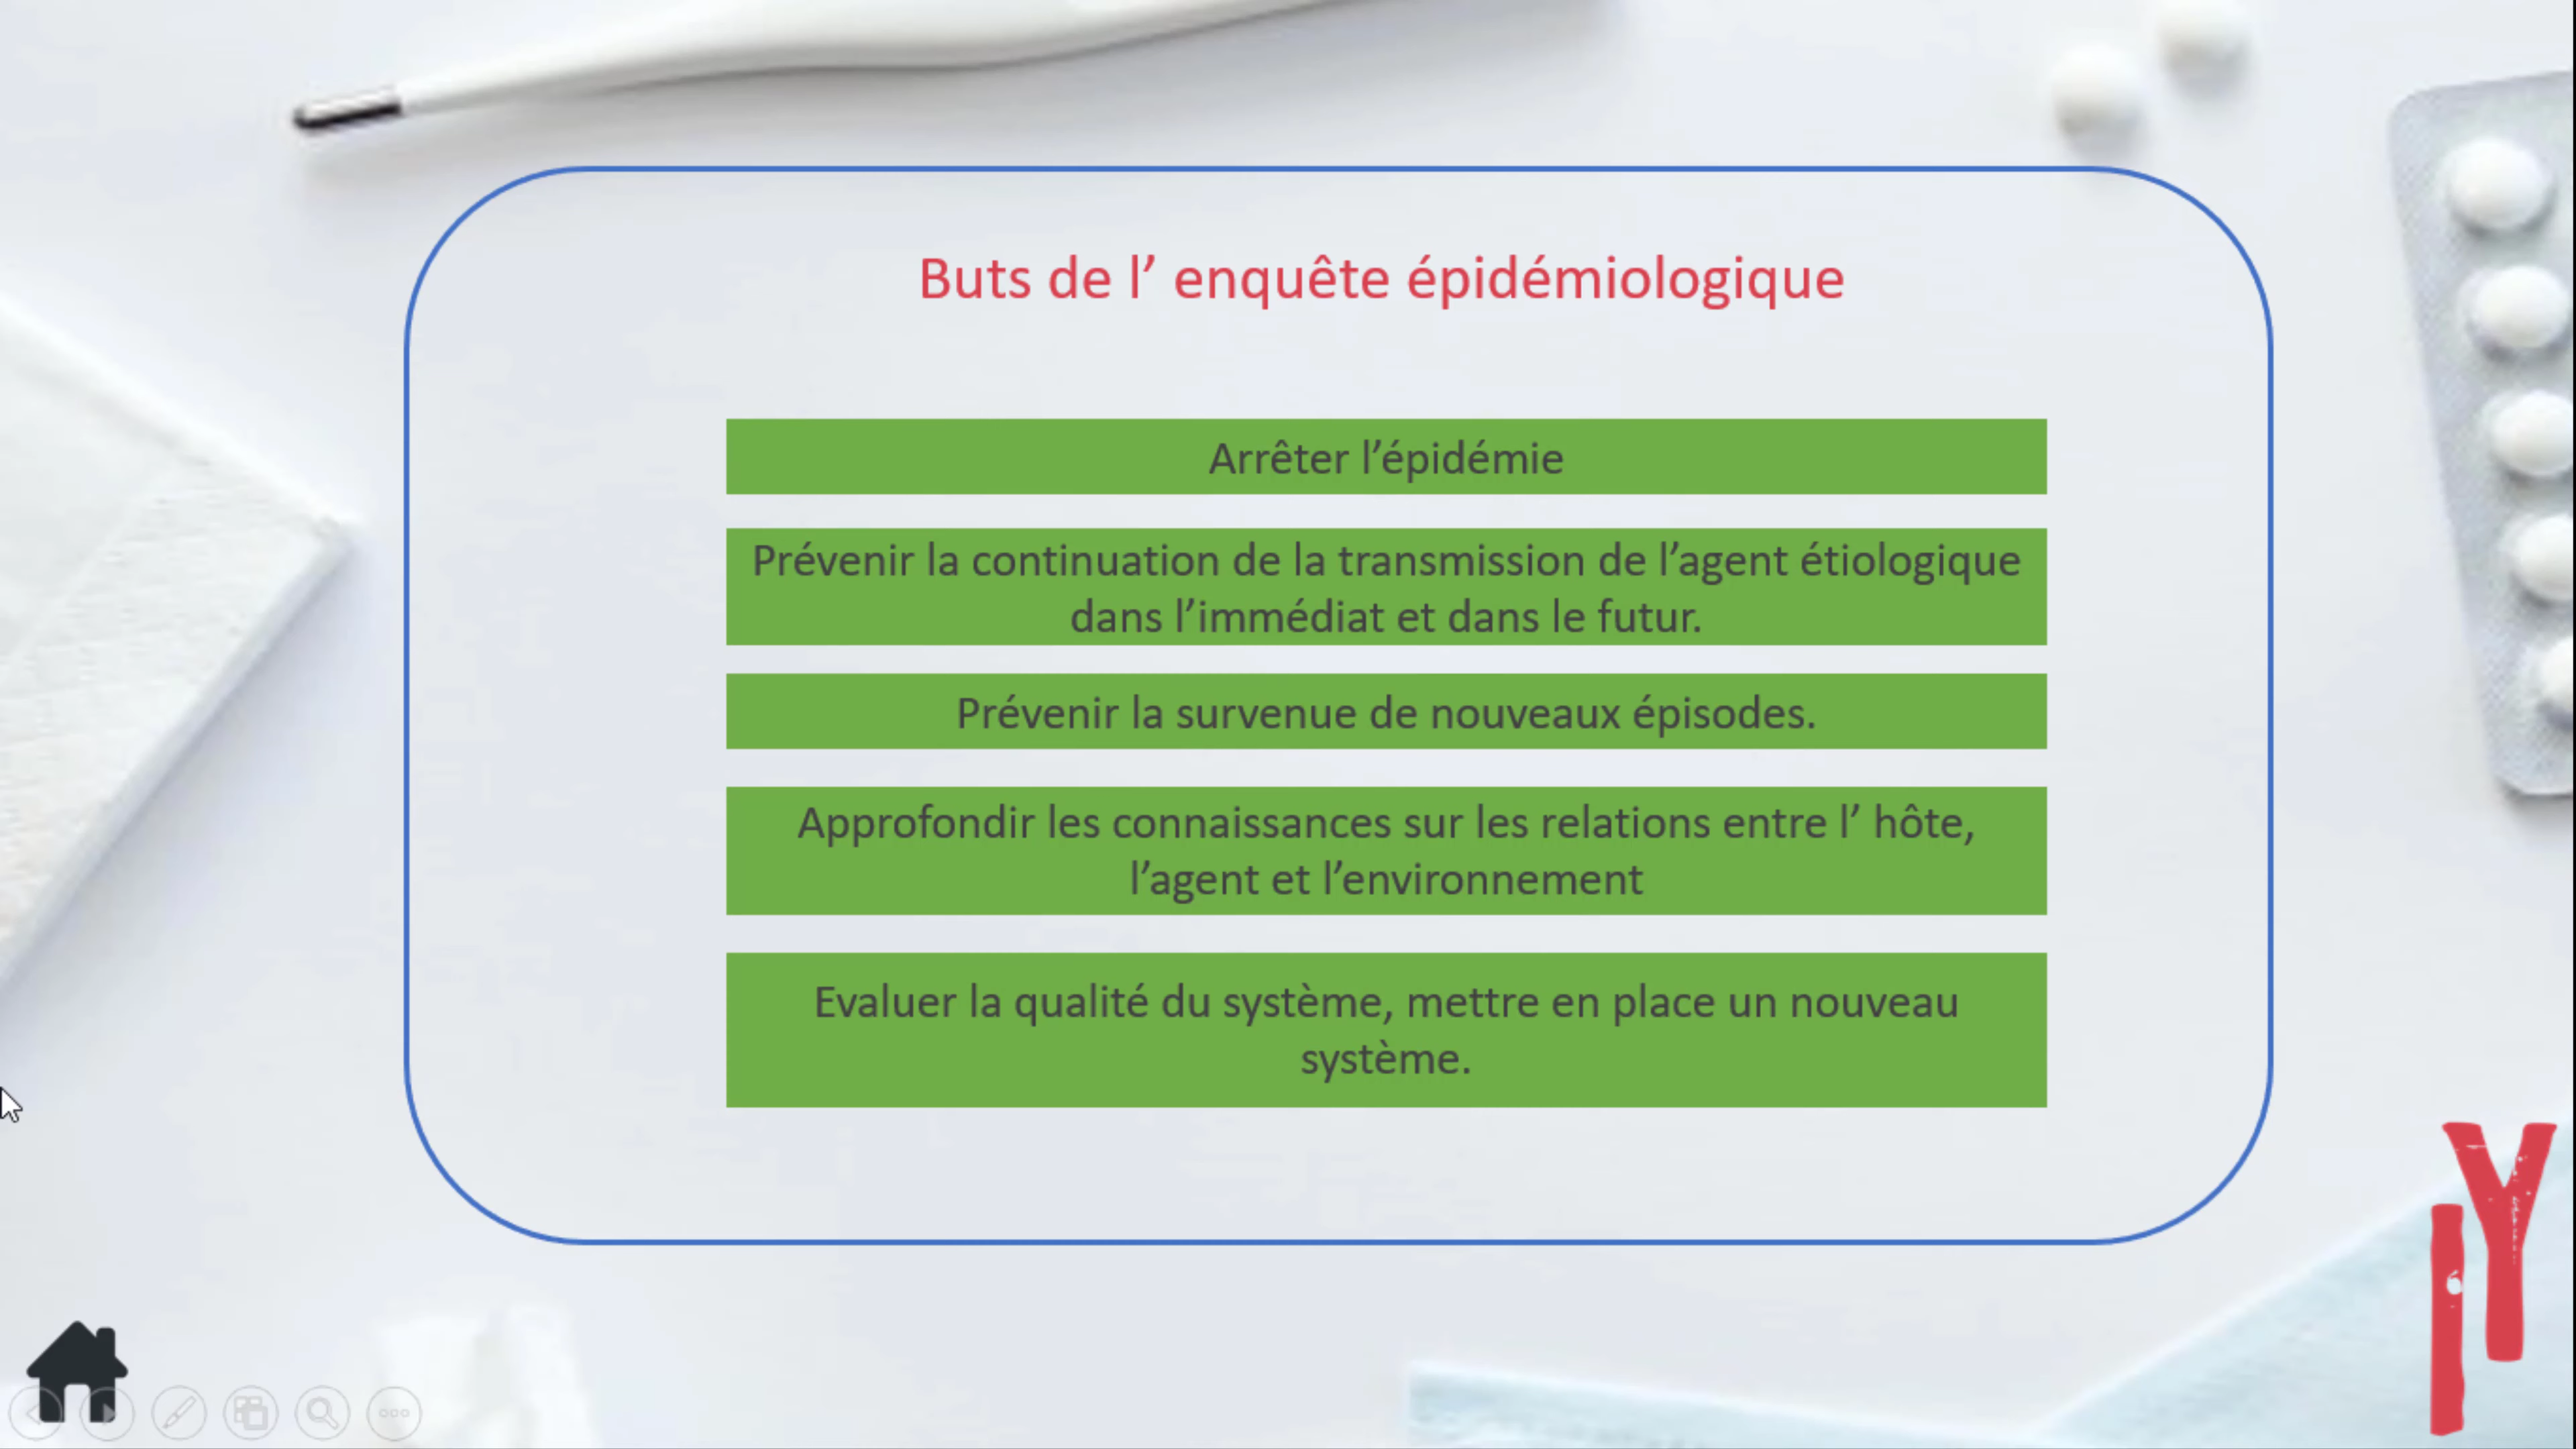 Buts de l’ enquête épidémiologique
Arrêter l’épidémie
Prévenir la continuation de la transmission de l’agent étiologique
dans l’immédiat et dans le futur.
Prévenir la survenue de nouveaux épisodes.
Approfondir les connaissances sur les relations entre l’ hôte,
l’agent et l’environnement
Evaluer la qualité du système, mettre en place un nouveau
système.